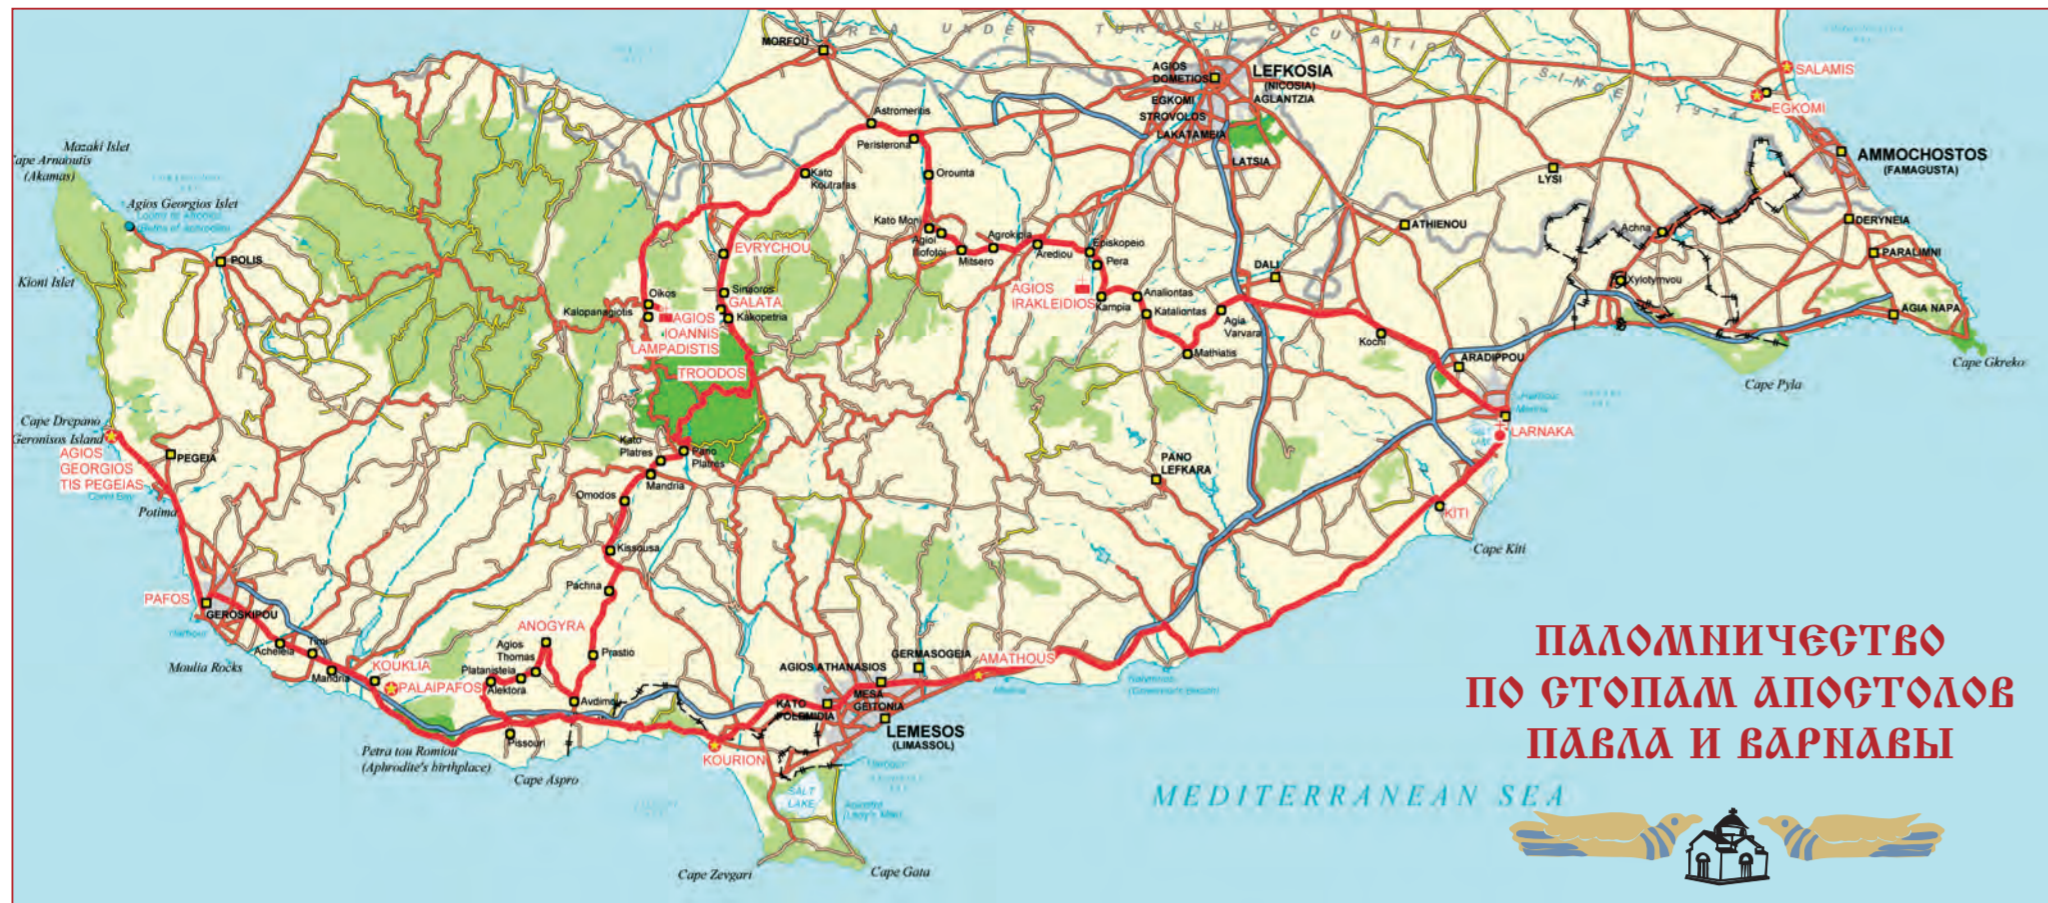 MORFOU
AREA UNDER TURKISH OCCUPATION SINCE 1974
AGIOS
DOMETIOS
LEFKOSIA
(NICOSIA)
EGKOMI
AGLANTZIA
STROVOLOS
LAKATAMEIA
LATSIA
SALAMIS
EGKOMI
AMMOCHOSTOS
(FAMAGUSTA)
LYSI
DERYNEIA
ATHIENOU
Achna
PARALIMNI
Xylotymvou
AGIA NAPA
Cape Gkreko
Cape Pyla
Mazaki Islet
Cape Arnaoutis
(Akamas)
Agios Georgios Islet
POLIS
Kioni Islet
Astromeritis
Peristerona
Kato
Koutrafas
Orounta
Kato Moni
Agioi
Iliofotoi
Mitsero
Agrokipia
Arediou
Episkopeio
Pera
AGIOS
IRAKLEIDIOS
Kampia
Analiontas
Kataliontas
Agia
Varvara
Mathiatis
DALI
Kochi
ARADIPPOU
Marina
LARNAKA
EVRYCHOU
Sinaoros
GALATA
Kakopetria
Oikos
Kalopanagiotis
AGIOS
IOANNIS
LAMPADISTIS
TROODOS
Kato
Platres
Pano
Platres
Mandria
Omodos
Kissousa
Pachna
Prastio
ANOGYRA
Agios
Thomas
Platanisteia
Alektora
Avdimou
Pissouri
Cape Drepano
Geronisos Island
AGIOS
GEORGIOS
TIS PEGEIAS
PEGEIA
Potima
PAFOS
GEROSKIPOU
Acheleia
Timi
Mandria
Moulia Rocks
KOUKLIA
PALAIPAFOS
Petra tou Romiou
(Aphrodite's birthplace)
Cape Aspro
KOURION
PANO
LEFKARA
KITI
Cape Kiti
AGIOS ATHANASIOS
GERMASOGEIA
AMATHOUS
MESA
GEITONIA
KATO
POLEMIDIA
LEMESOS
(LIMASSOL)
SALT
LAKE
Cape Zevgari
Cape Gata
MEDITERRANEAN SEA
ПАЛОМНИЧЕСТВО
ПО СТОПАМ АПОСТОЛОВ
ПАВЛА И ВАРНАВЫ